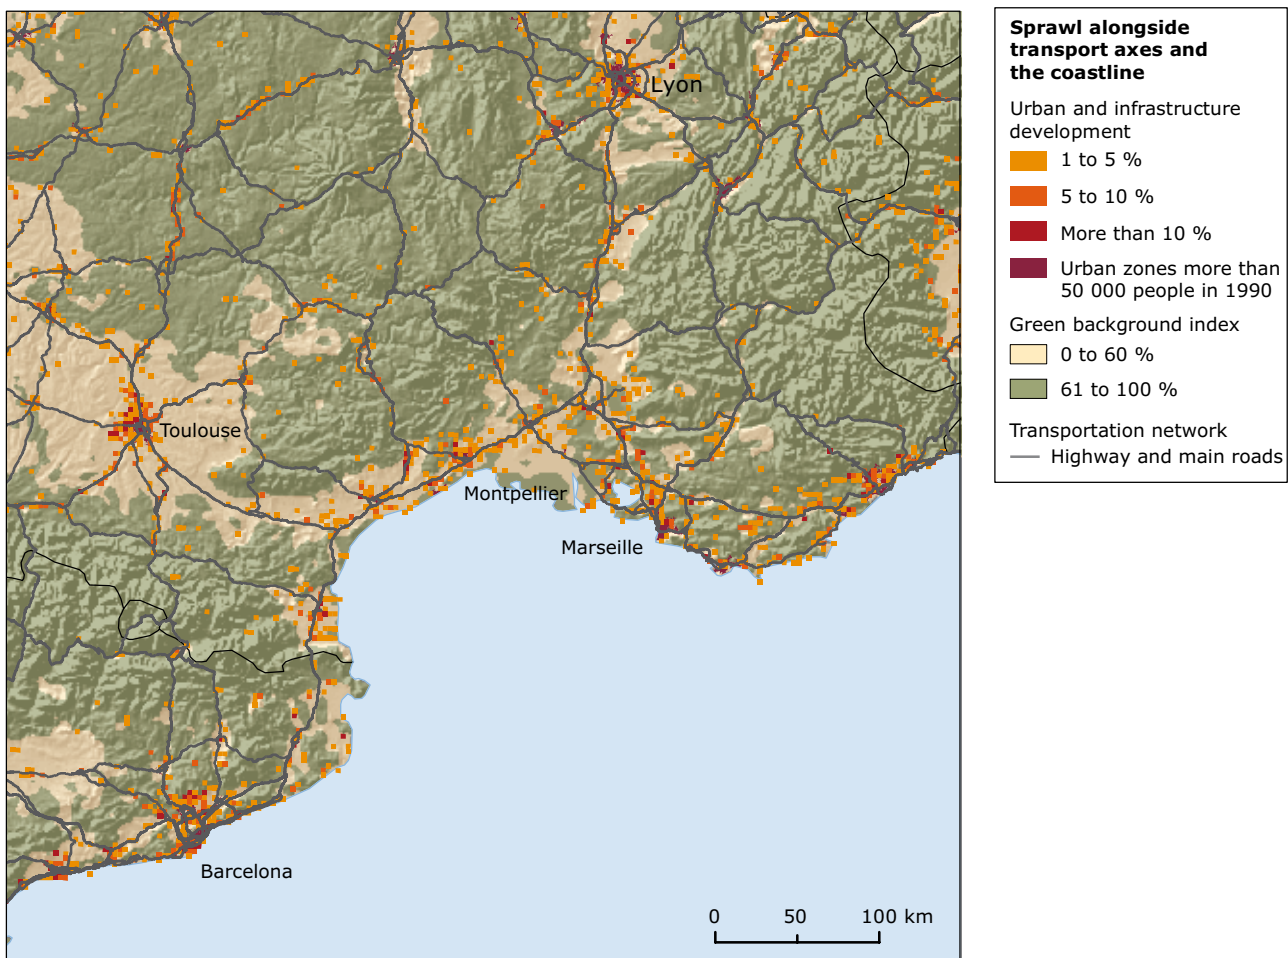 Lyon
Toulouse
Montpellier
Marseille
Barcelona
0 50 100 km
Sprawl alongside
transport axes and
the coastline
Urban and infrastructure
development
1 to 5 %
5 to 10 %
More than 10 %
Urban zones more than
50 000 people in 1990
Green background index
0 to 60 %
61 to 100 %
Transportation network
Highway and main roads